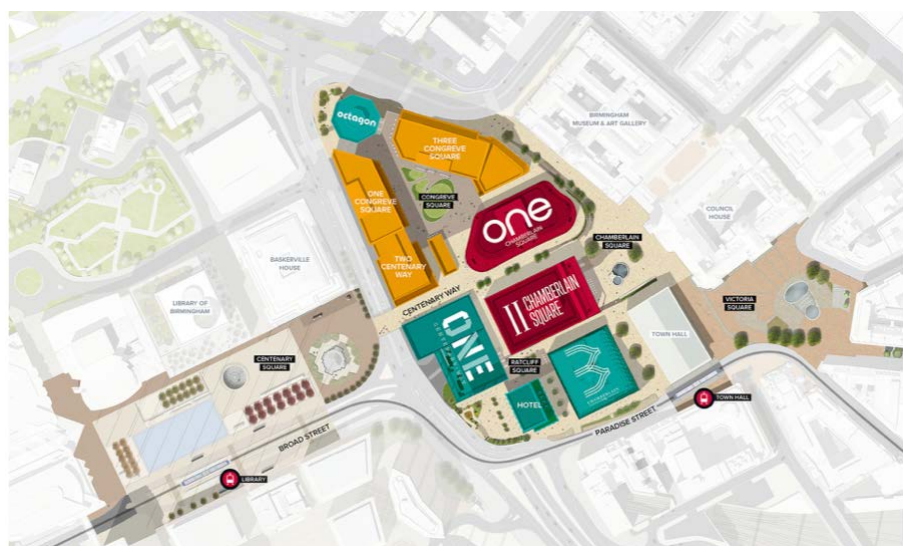 octagon
THREE
CONGREVE
SQUARE
BIRMINGHAM
MUSEUM & ART GALLERY
ONE
CONGREVE
SQUARE
CONGREVE
SQUARE
one
CHAMBERLAIN
SQUARE
COUNCIL
HOUSE
CHAMBERLAIN
SQUARE
BASKERVILLE
HOUSE
TWO
CENTENARY
WAY
CENTENARY WAY
LIBRARY OF
BIRMINGHAM
II CHAMBERLAIN
SQUARE
VICTORIA
SQUARE
ONE
TOWN HALL
CENTENARY
SQUARE
RATCLIFF
SQUARE
HOTEL
TOWN HALL
PARADISE STREET
BROAD STREET
LIBRARY